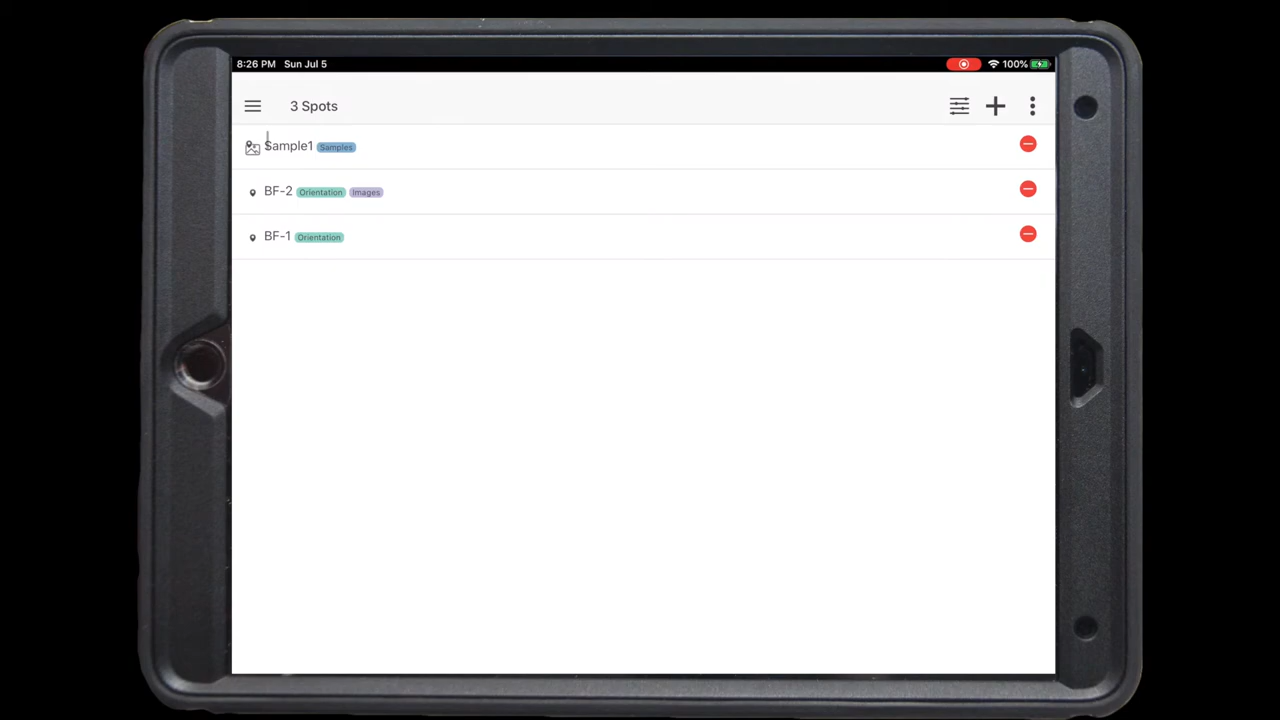 8:26 PM Sun Jul 5 100%
3 Spots
Sample1 Samples
BF-2 Orientation Images
BF-1 Orientation